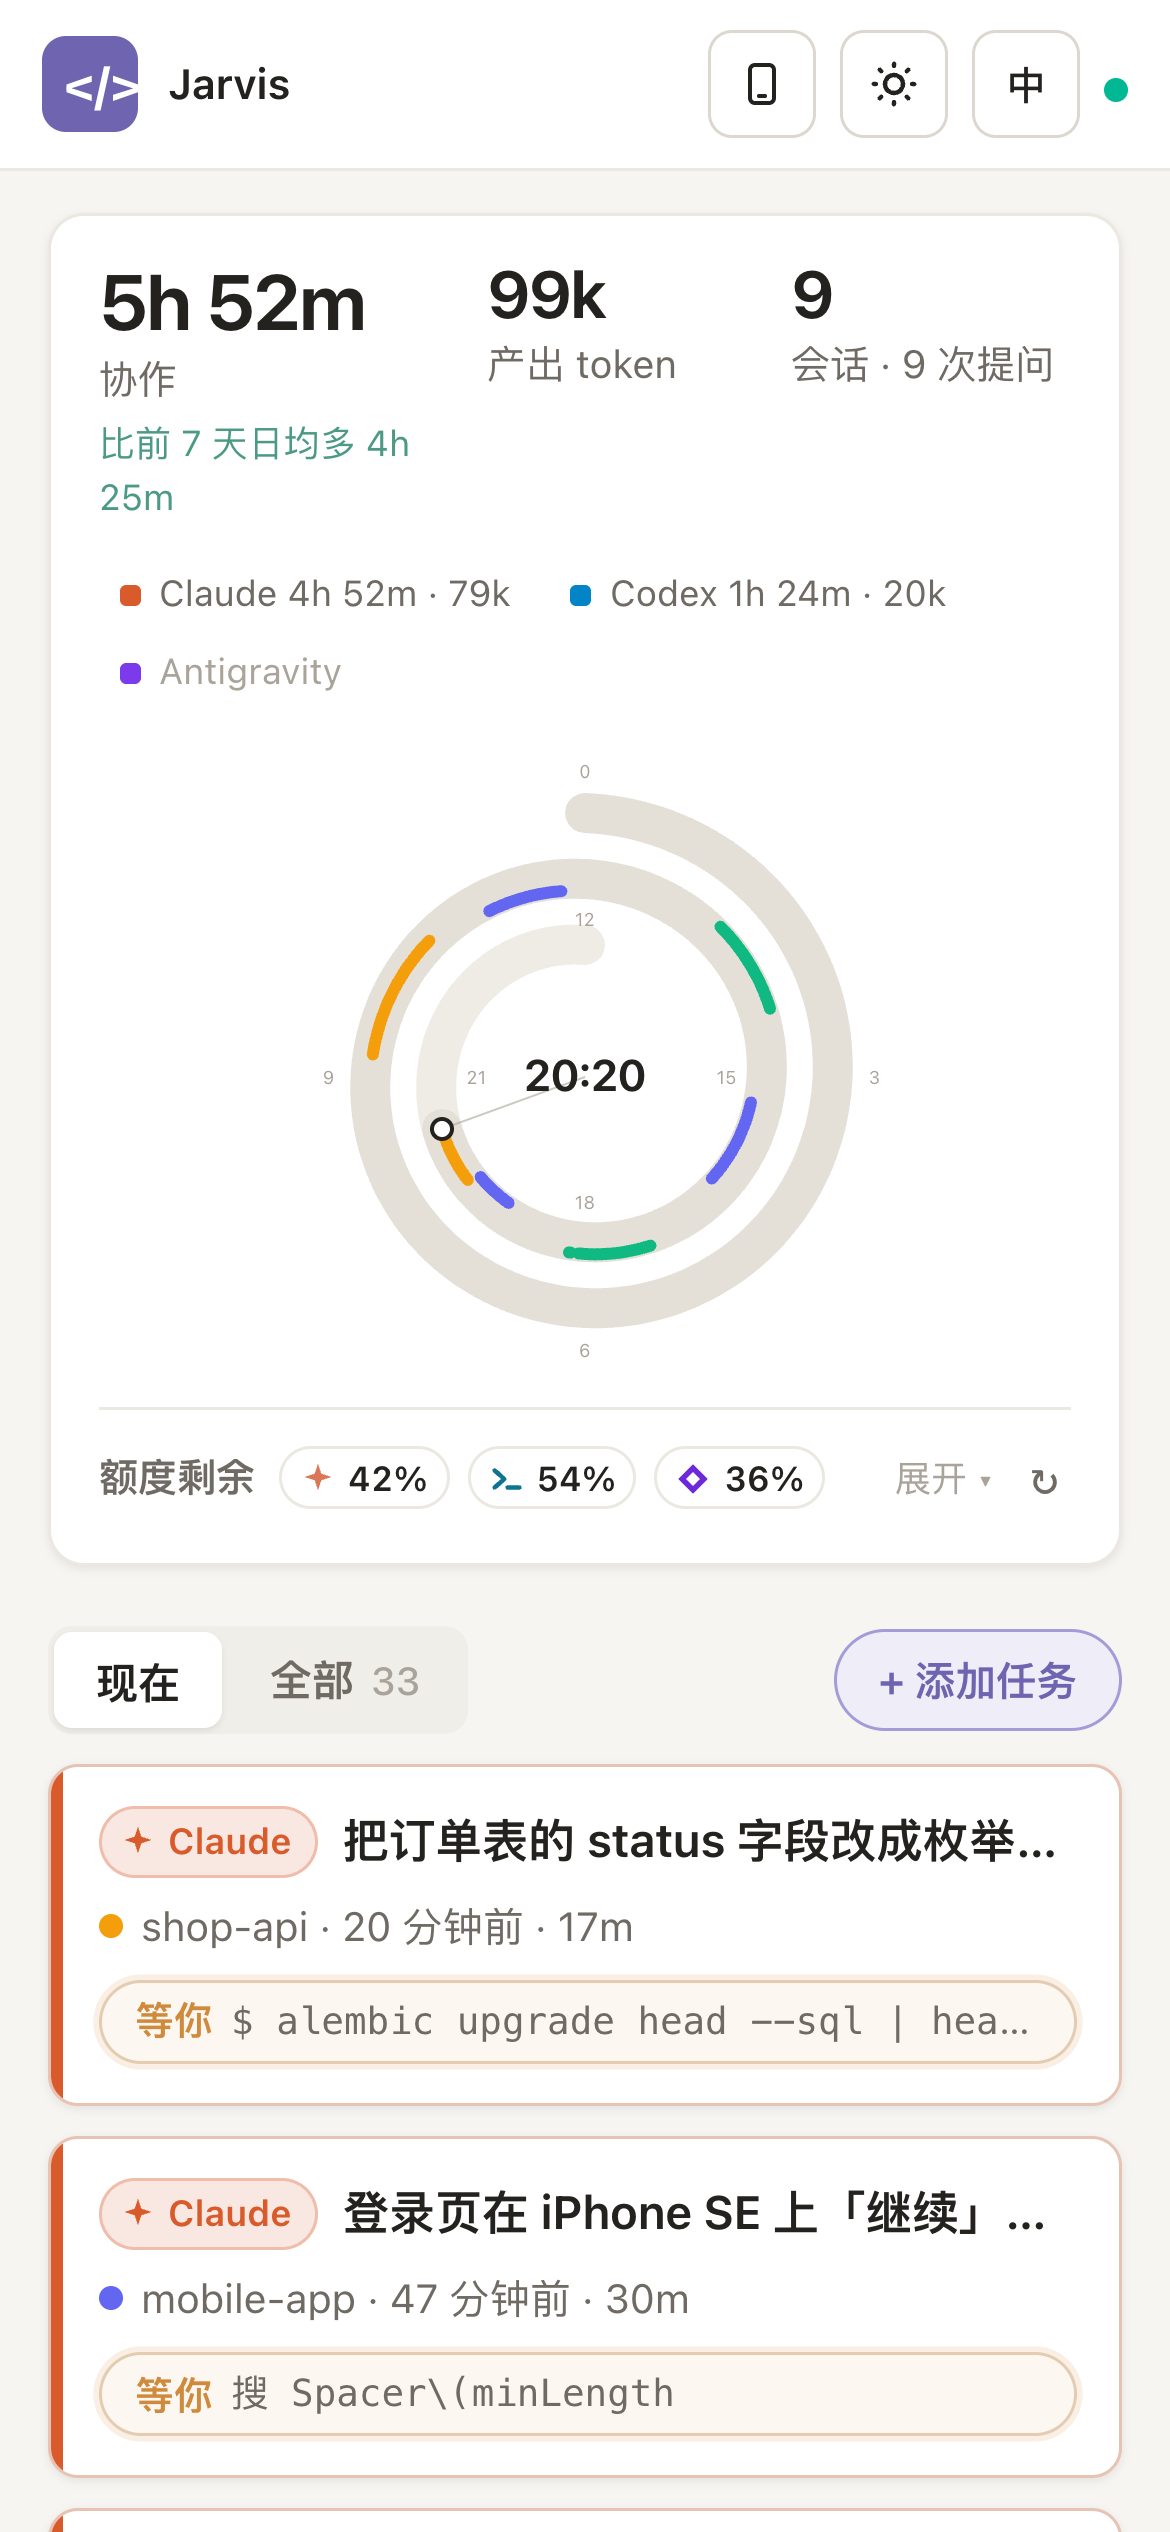 </> Jarvis 中
5h 52m 99k 9
协作 产出 token 会话 · 9 次提问
比前 7 天日均多 4h
25m
Claude 4h 52m · 79k Codex 1h 24m · 20k
Antigravity
0
12
9 21 20:20 15 3
18
6
额度剩余 42% 54% 36% 展开 ▾ ↻
现在 全部 33 + 添加任务
Claude 把订单表的 status 字段改成枚举...
shop-api · 20 分钟前 · 17m
等你 $ alembic upgrade head --sql | hea...
Claude 登录页在 iPhone SE 上「继续」...
mobile-app · 47 分钟前 · 30m
等你 搜 Spacer\(minLength